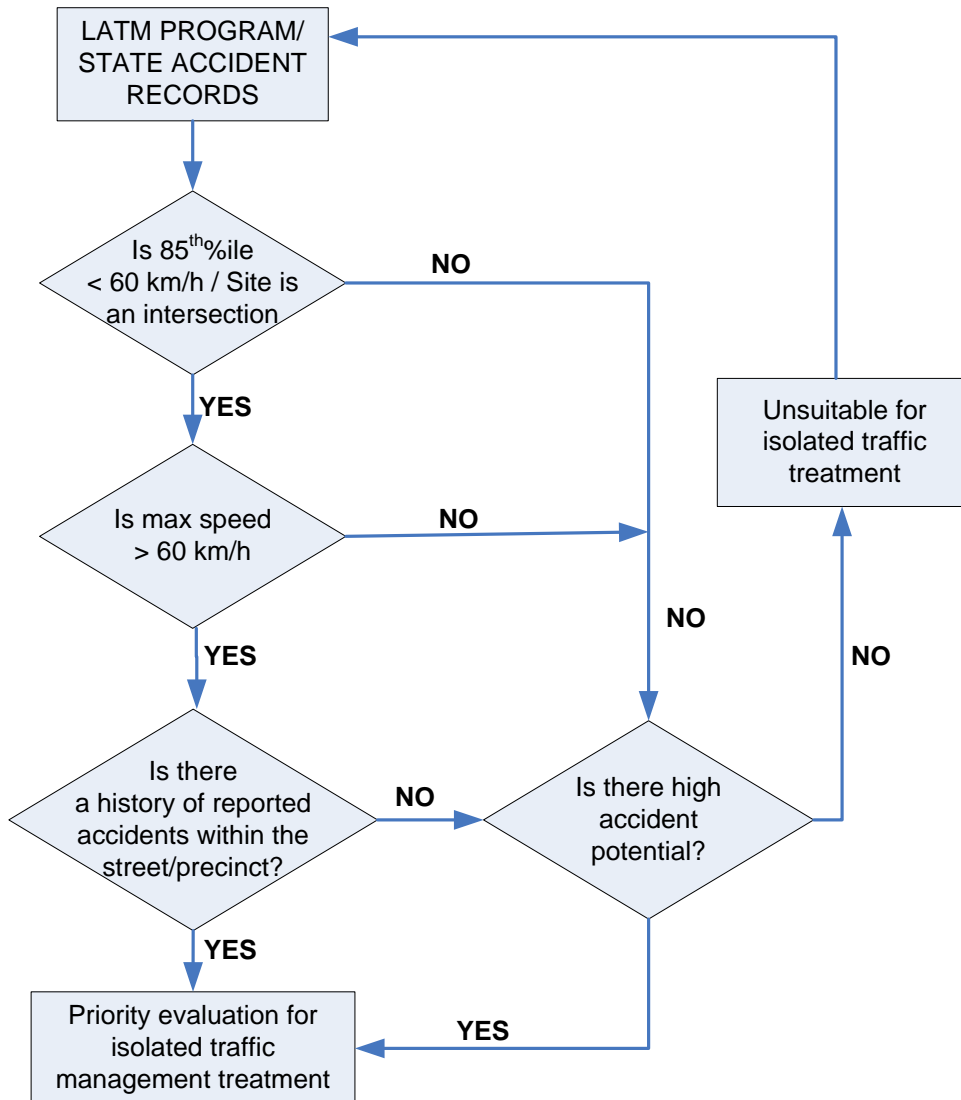 LATM PROGRAM/
STATE ACCIDENT
RECORDS
Is 85th%ile
< 60 km/h / Site is
an intersection
NO
YES
Unsuitable for
isolated traffic
treatment
Is max speed
> 60 km/h
NO
NO
YES
NO
Is there
a history of reported
accidents within the
street/precinct?
NO
Is there high
accident
potential?
YES
YES
Priority evaluation for
isolated traffic
management treatment